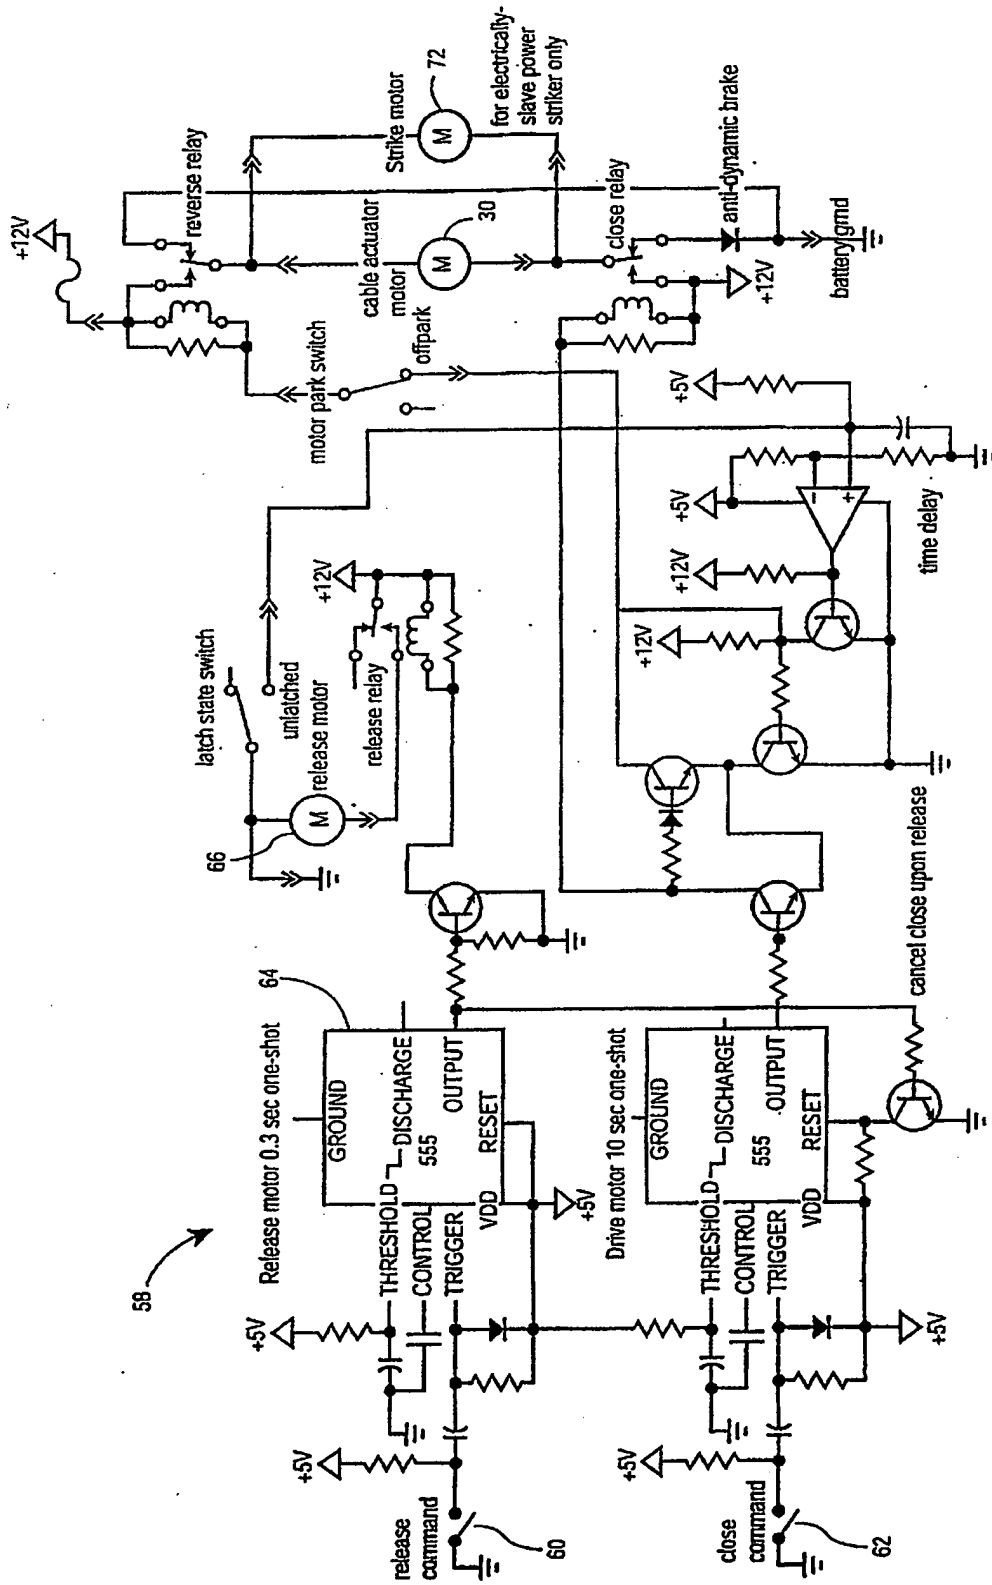 58
release
command
60
+5V
+5V
Release motor 0.3 sec one-shot
64
GROUND
THRESHOLD
DISCHARGE
CONTROL
555
TRIGGER
OUTPUT
VDD
RESET
+5V
close
command
62
+5V
Drive motor 10 sec one-shot
GROUND
THRESHOLD
DISCHARGE
CONTROL
555
TRIGGER
OUTPUT
VDD
RESET
+5V
cancel close upon release
latch state switch
unlatched
66
M
release motor
release relay
+12V
+12V
+12V
+5V
+5V
-
+
time delay
motor park switch
offpark
+12V
reverse relay
cable actuator
motor
M
30
Strike motor
M
72
for electrically-
slave power
striker only
close relay
anti-dynamic brake
+12V
battery gmd